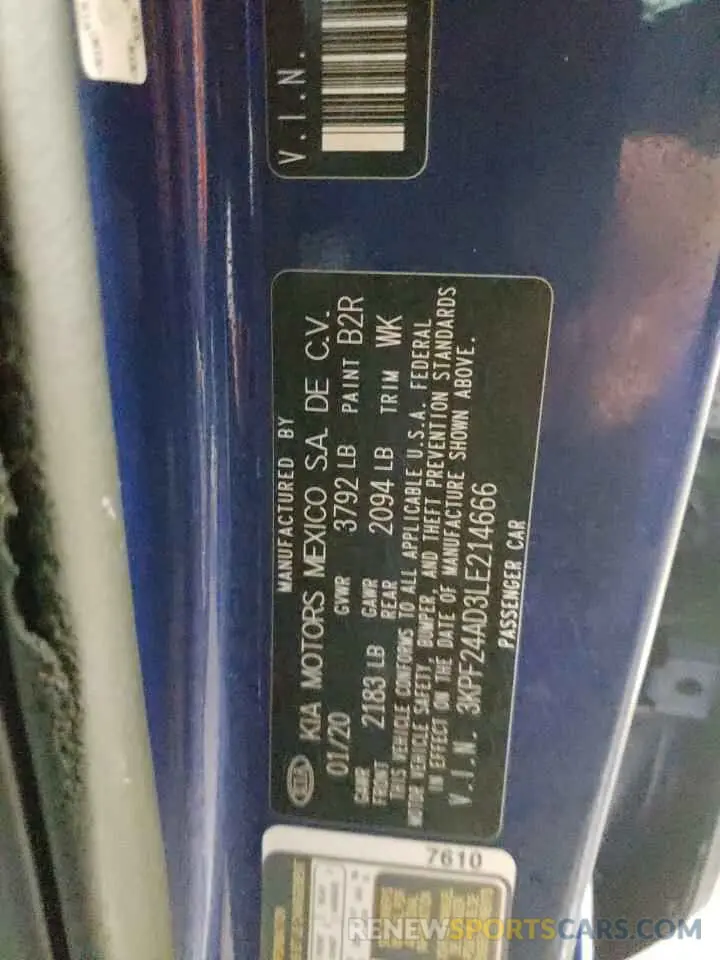 V.I.N.
MANUFACTURED BY
KIA KIA MOTORS MEXICO S.A. DE C.V.
01/20 GVWR 3792 LB PAINT B2R
GAWR FRONT 2183 LB GAWR REAR 2094 LB TRIM WK
THIS VEHICLE CONFORMS TO ALL APPLICABLE U.S.A. FEDERAL
MOTOR VEHICLE SAFETY, BUMPER, AND THEFT PREVENTION STANDARDS
IN EFFECT ON THE DATE OF MANUFACTURE SHOWN ABOVE.
V.I.N. 3KPF24AD3LE214666
PASSENGER CAR
7610
RENEWSPORTSCARS.COM